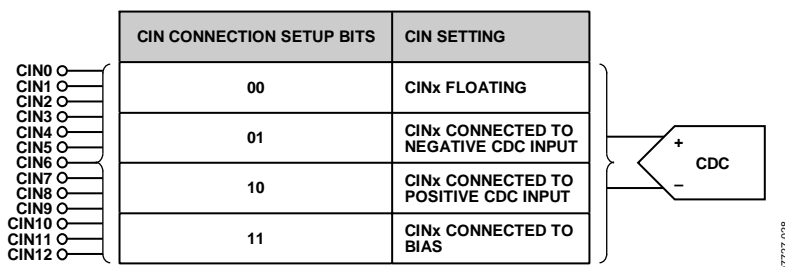 CIN CONNECTION SETUP BITS CIN SETTING
CIN0
CIN1
CIN2
CIN3
CIN4
CIN5
CIN6
CIN7
CIN8
CIN9
CIN10
CIN11
CIN12
00 CINx FLOATING
01 CINx CONNECTED TO
NEGATIVE CDC INPUT
10 CINx CONNECTED TO
POSITIVE CDC INPUT
11 CINx CONNECTED TO
BIAS
+
–
CDC